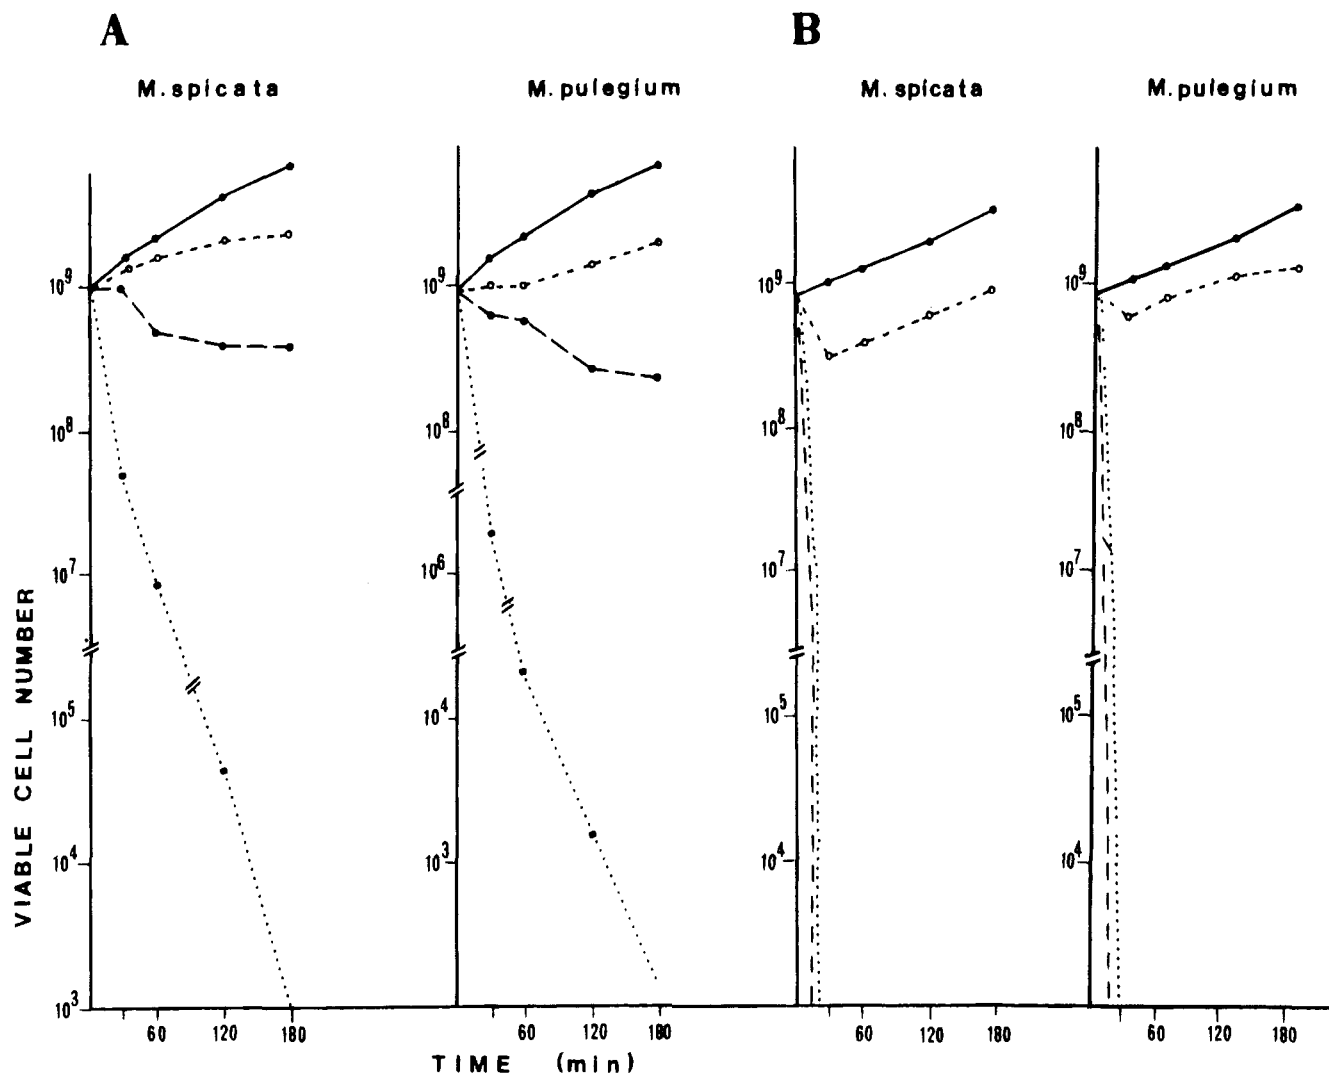 A B
M. spicata M. pulegium M. spicata M. pulegium
10⁹ 10⁹ 10⁹ 10⁹
10⁸ 10⁸ 10⁸ 10⁸
10⁷ 10⁶ 10⁷ 10⁷
10⁵ 10⁴ 10⁵ 10⁵
10⁴ 10³ 10⁴ 10⁴
10³
VIABLE CELL NUMBER
60 120 180 60 120 180 60 120 180 60 120 180
TIME (min)